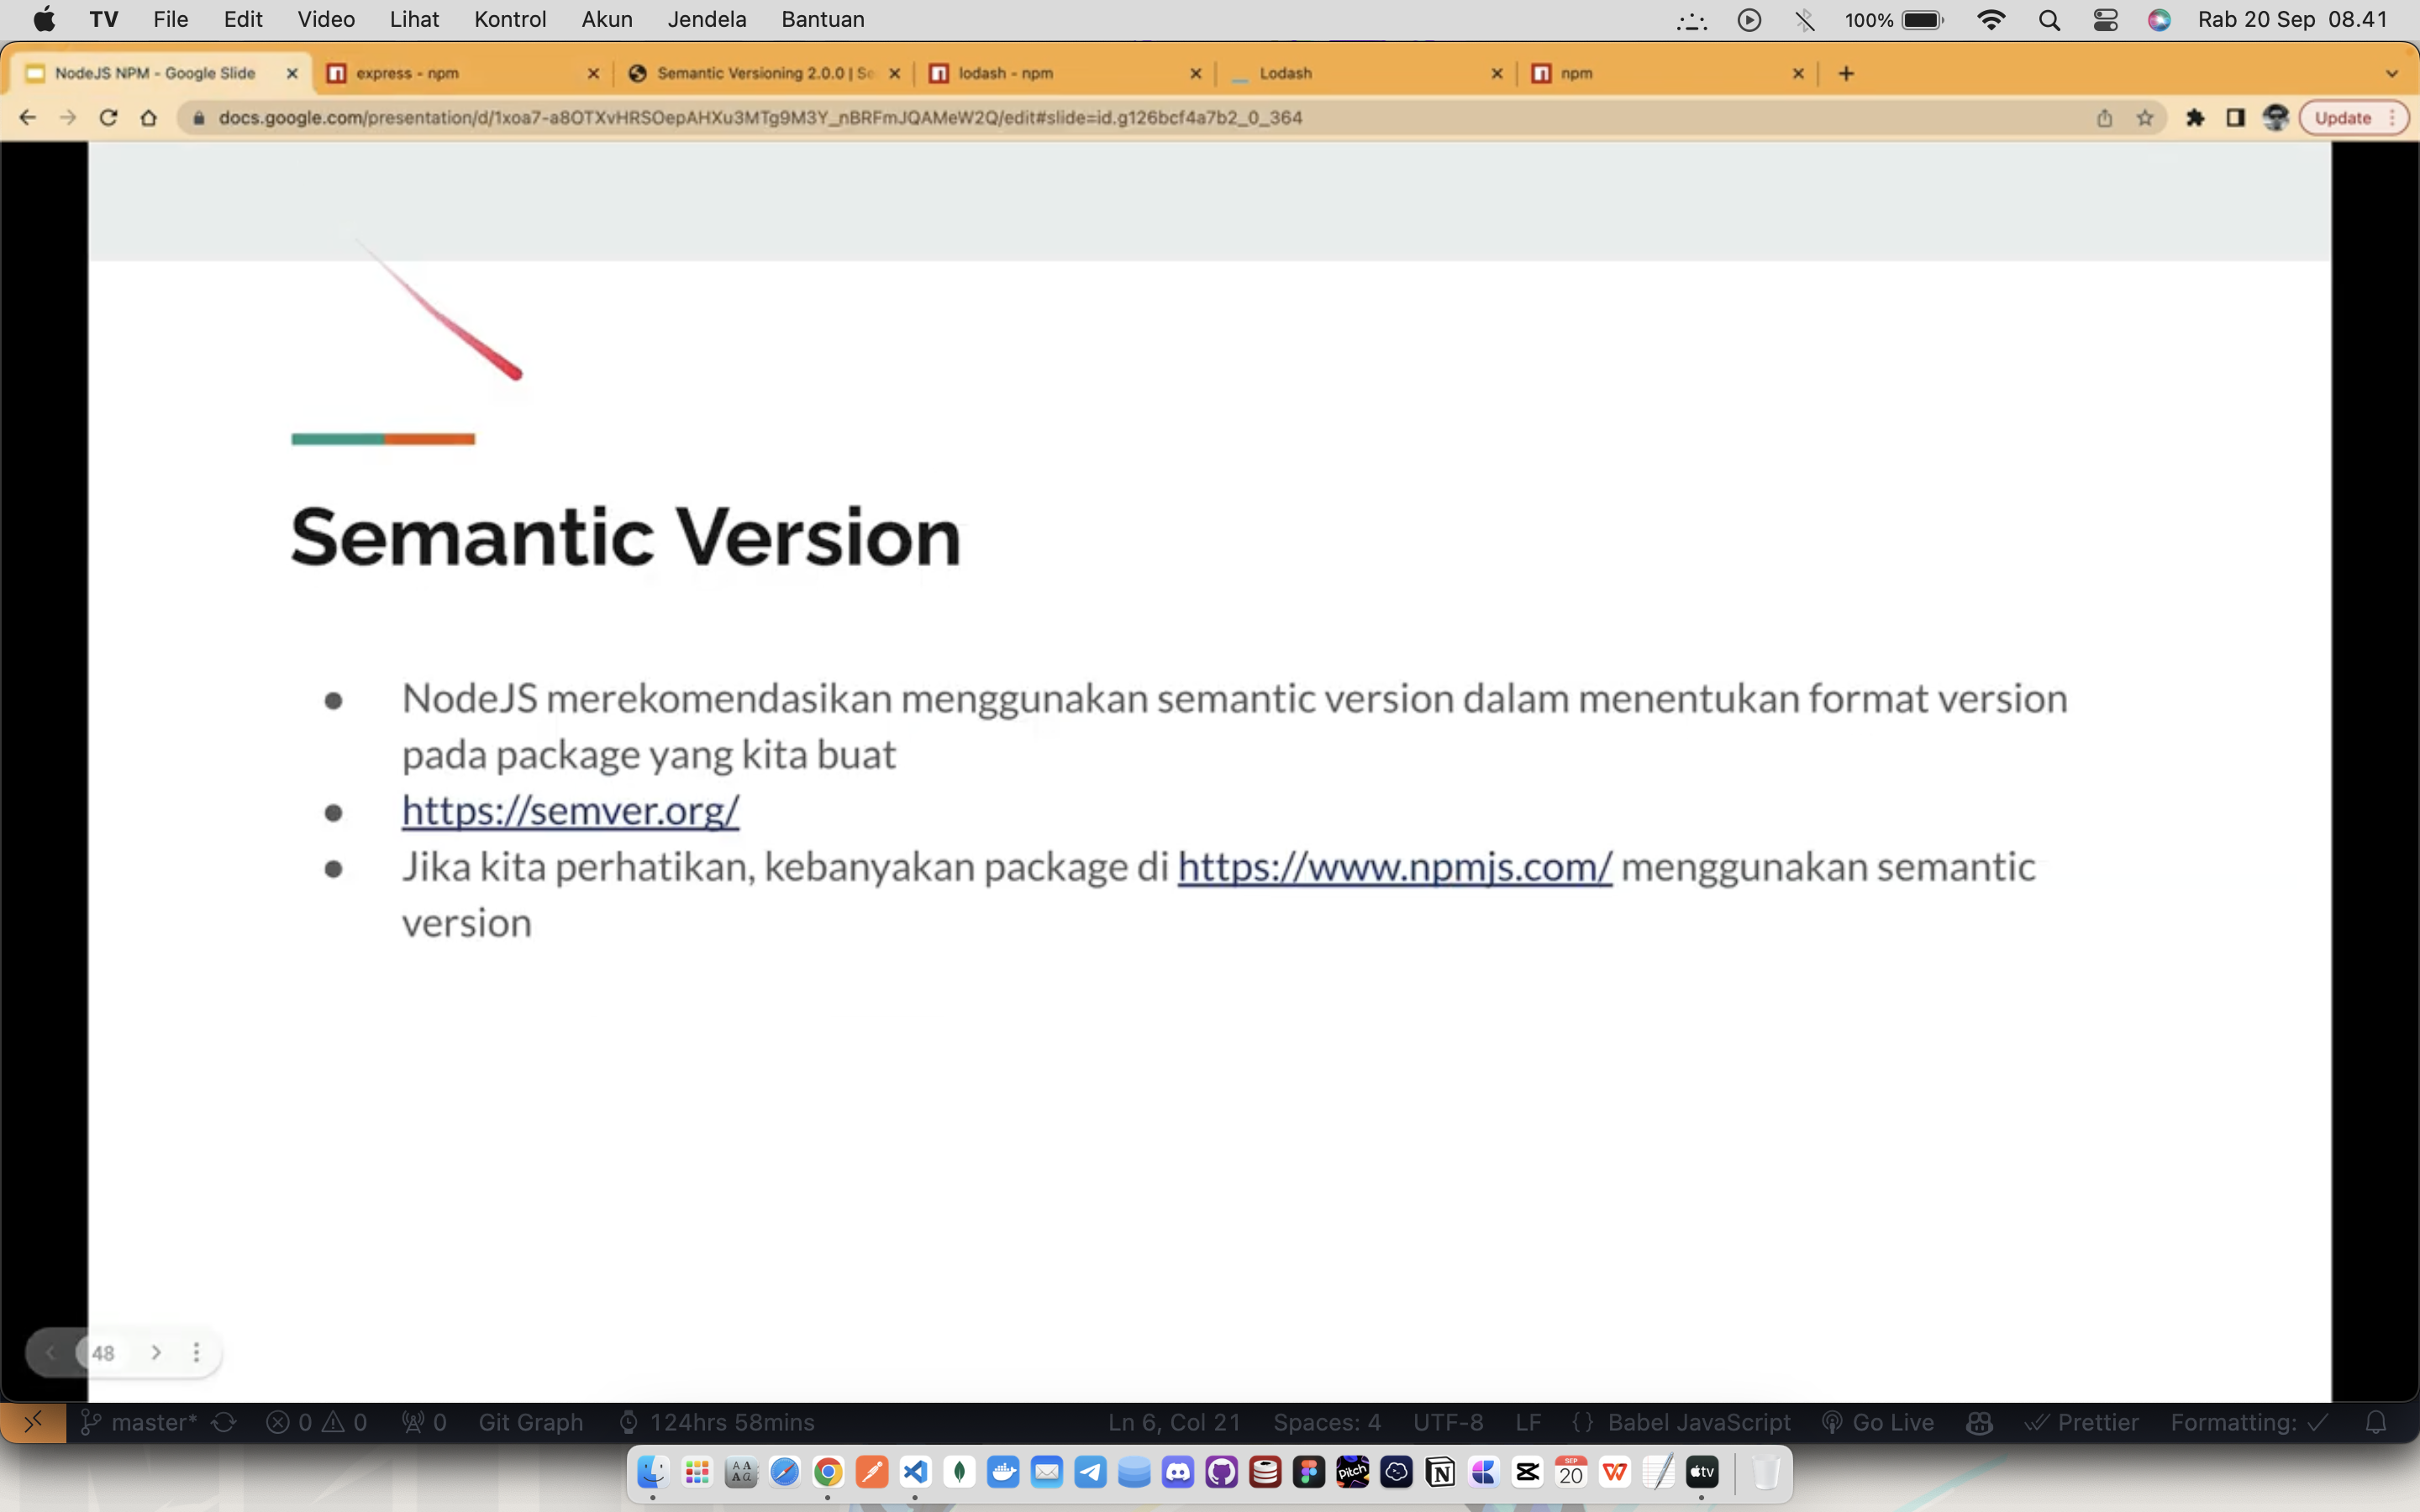 TV File Edit Video Lihat Kontrol Akun Jendela Bantuan 100% Rab 20 Sep 08.41
NodeJS NPM - Google Slide express - npm Semantic Versioning 2.0.0 | Se lodash - npm Lodash npm
docs.google.com/presentation/d/1xoa7-a8OTXvHRSOepAHXu3MTg9M3Y_nBRFmJQAMeW2Q/edit#slide=id.g126bcf4a7b2_0_364 Update
Semantic Version
● NodeJS merekomendasikan menggunakan semantic version dalam menentukan format version
pada package yang kita buat
● https://semver.org/
● Jika kita perhatikan, kebanyakan package di https://www.npmjs.com/ menggunakan semantic
version
48
master* 0 0 0 Git Graph 124hrs 58mins Ln 6, Col 21 Spaces: 4 UTF-8 LF {} Babel JavaScript Go Live Prettier Formatting: ✓
Pitch SEP 20 tv